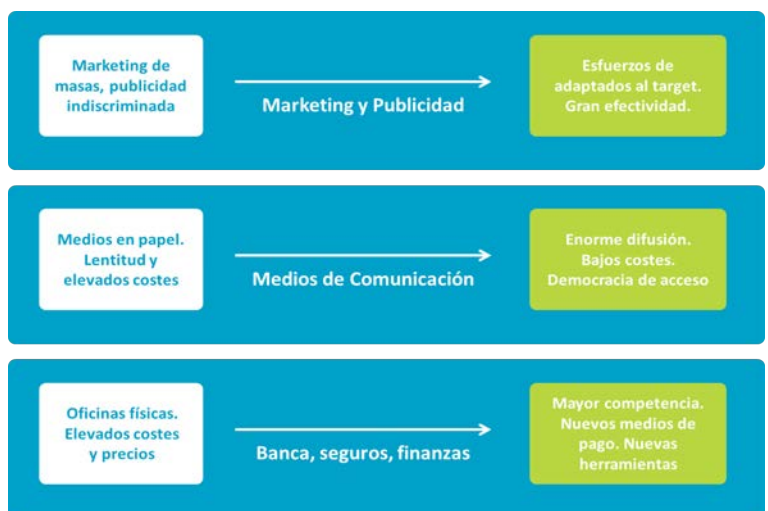 Marketing de
masas, publicidad
indiscriminada
Marketing y Publicidad
Esfuerzos de
adaptados al target.
Gran efectividad.
Medios en papel.
Lentitud y
elevados costes
Medios de Comunicación
Enorme difusión.
Bajos costes.
Democracia de acceso
Oficinas físicas.
Elevados costes
y precios
Banca, seguros, finanzas
Mayor competencia.
Nuevos medios de
pago. Nuevas
herramientas